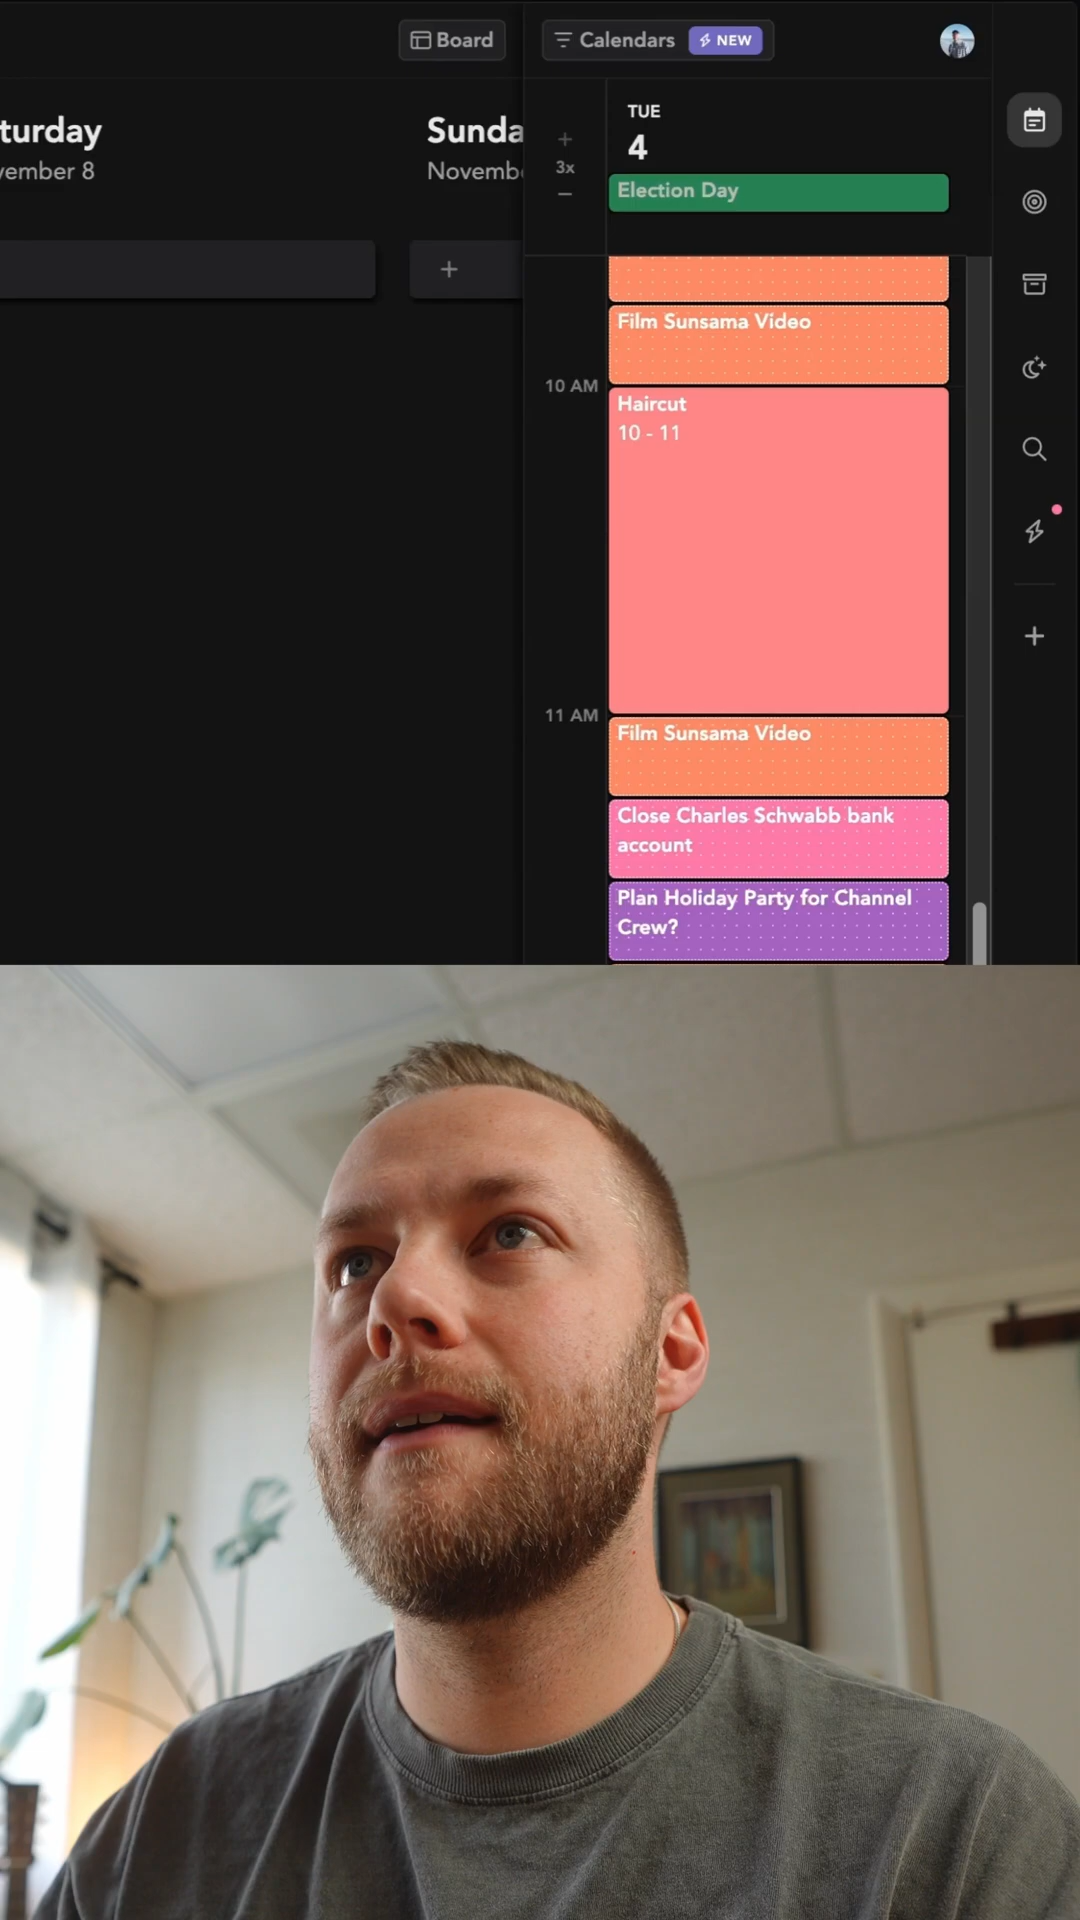 Board
Calendars
NEW
turday
vember 8
Sunda
Novembe
TUE
4
3x
Election Day
Film Sunsama Video
10 AM
Haircut
10 - 11
11 AM
Film Sunsama Video
Close Charles Schwabb bank
account
Plan Holiday Party for Channel
Crew?